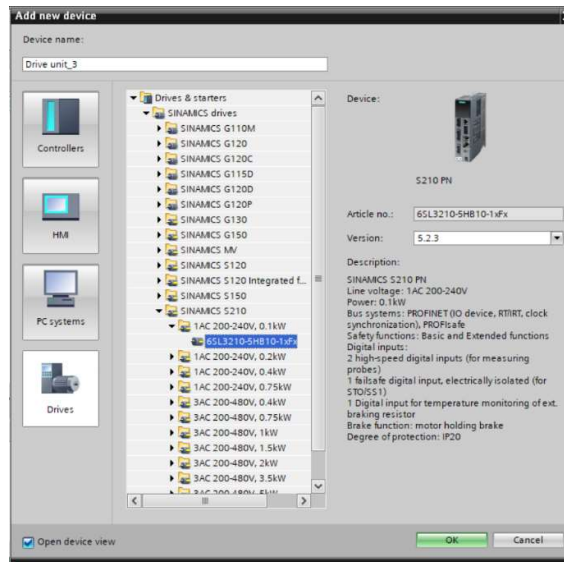 Add new device
Device name:
Drive unit_3
Controllers
HMI
PC systems
Drives
Drives & starters
SINAMICS drives
SINAMICS G110M
SINAMICS G120
SINAMICS G120C
SINAMICS G115D
SINAMICS G120D
SINAMICS G120P
SINAMICS G130
SINAMICS G150
SINAMICS MV
SINAMICS S120
SINAMICS S120 Integrated f...
SINAMICS S150
SINAMICS S210
1AC 200-240V, 0.1kW
6SL3210-5HB10-1xFx
1AC 200-240V, 0.2kW
1AC 200-240V, 0.4kW
1AC 200-240V, 0.75kW
3AC 200-480V, 0.4kW
3AC 200-480V, 0.75kW
3AC 200-480V, 1kW
3AC 200-480V, 1.5kW
3AC 200-480V, 2kW
3AC 200-480V, 3.5kW
3AC 200-480V, 5kW
Device:
S210 PN
Article no.: 6SL3210-5HB10-1xFx
Version: 5.2.3
Description:
SINAMICS S210 PN
Line voltage: 1AC 200-240V
Power: 0.1kW
Bus systems: PROFINET (IO device, RT/IRT, clock
synchronization), PROFIsafe
Safety functions: Basic and Extended functions
Digital inputs:
2 high-speed digital inputs (for measuring
probes)
1 failsafe digital input, electrically isolated (for
STO/SS1)
1 Digital input for temperature monitoring of ext.
braking resistor
Brake function: motor holding brake
Degree of protection: IP20
Open device view
OK
Cancel